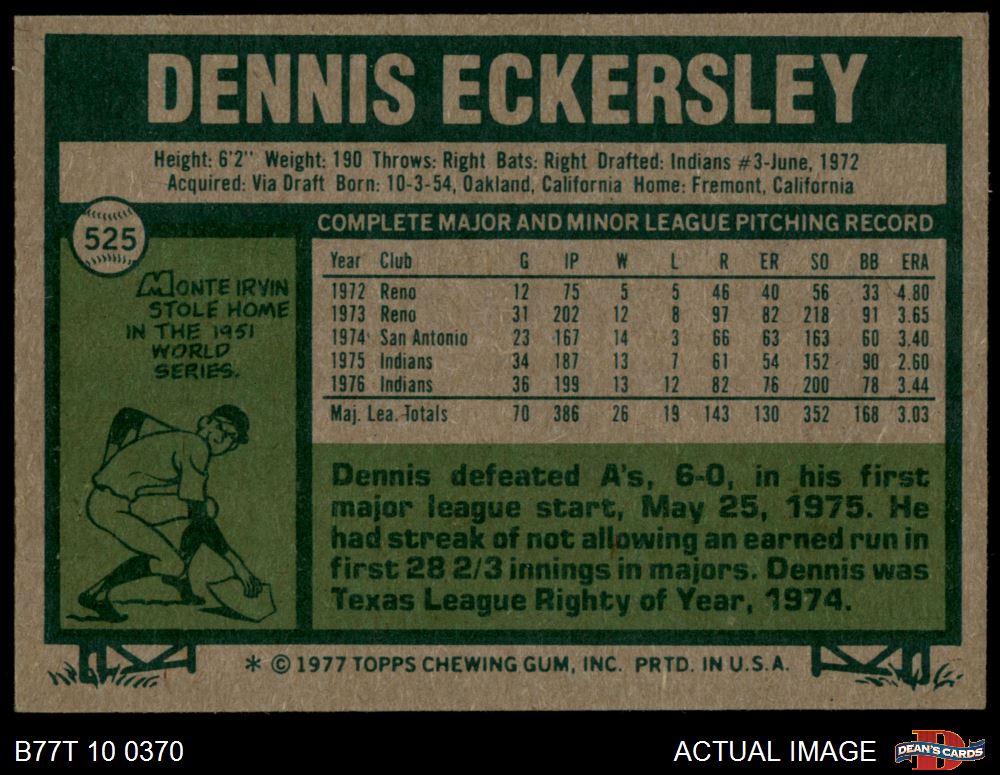 DENNIS ECKERSLEY
Height: 6'2" Weight: 190 Throws: Right Bats: Right Drafted: Indians #3-June, 1972
Acquired: Via Draft Born: 10-3-54, Oakland, California Home: Fremont, California
525
MONTE IRVIN
STOLE HOME
IN THE 1951
WORLD
SERIES.
COMPLETE MAJOR AND MINOR LEAGUE PITCHING RECORD
Year Club G IP W L R ER SO BB ERA
1972 Reno 12 75 5 5 46 40 56 33 4.80
1973 Reno 31 202 12 8 97 82 218 91 3.65
1974 San Antonio 23 167 14 3 66 63 163 60 3.40
1975 Indians 34 187 13 7 61 54 152 90 2.60
1976 Indians 36 199 13 12 82 76 200 78 3.44
Maj. Lea. Totals 70 386 26 19 143 130 352 168 3.03
Dennis defeated A's, 6-0, in his first
major league start, May 25, 1975. He
had streak of not allowing an earned run in
first 28 2/3 innings in majors. Dennis was
Texas League Righty of Year, 1974.
* © 1977 TOPPS CHEWING GUM, INC. PRTD. IN U.S.A.
B77T 10 0370
ACTUAL IMAGE
B
DEAN'S CARDS